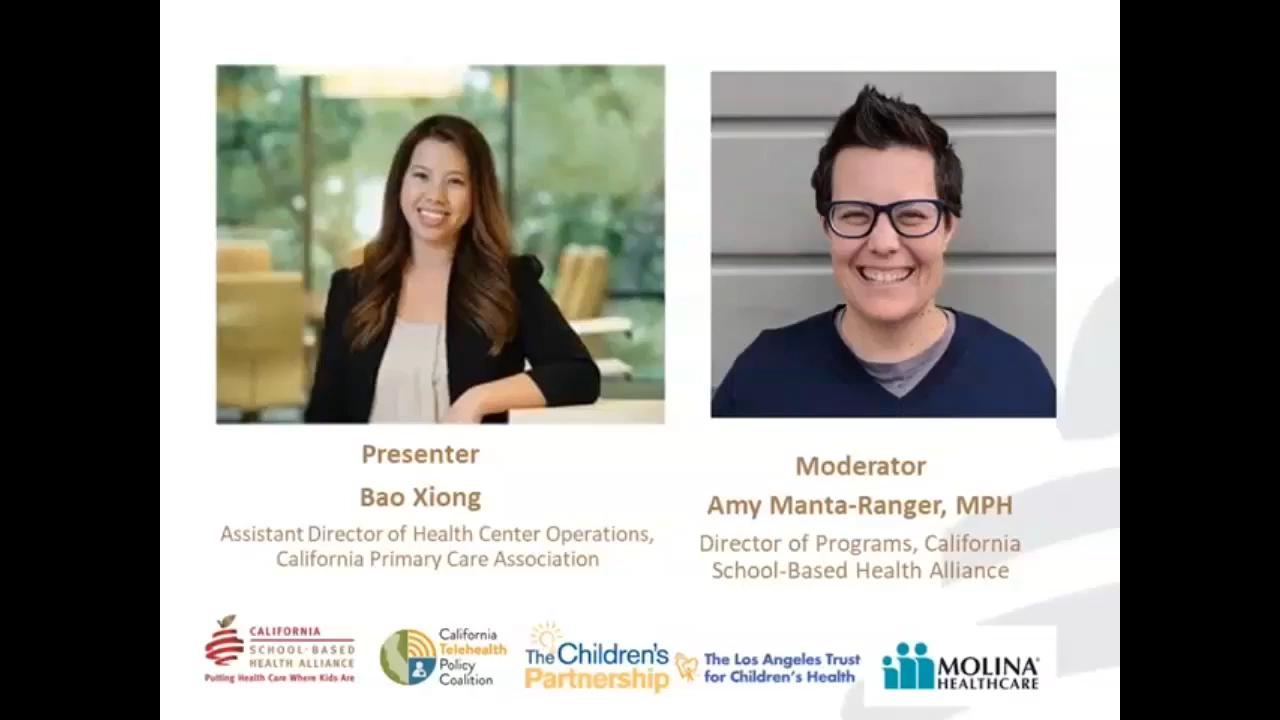 Presenter
Bao Xiong
Assistant Director of Health Center Operations,
California Primary Care Association
Moderator
Amy Manta-Ranger, MPH
Director of Programs, California
School-Based Health Alliance
CALIFORNIA
SCHOOL-BASED
HEALTH ALLIANCE
Putting Health Care Where Kids Are
California
Telehealth
Policy
Coalition
The Children's
Partnership
The Los Angeles Trust
for Children's Health
MOLINA
HEALTHCARE